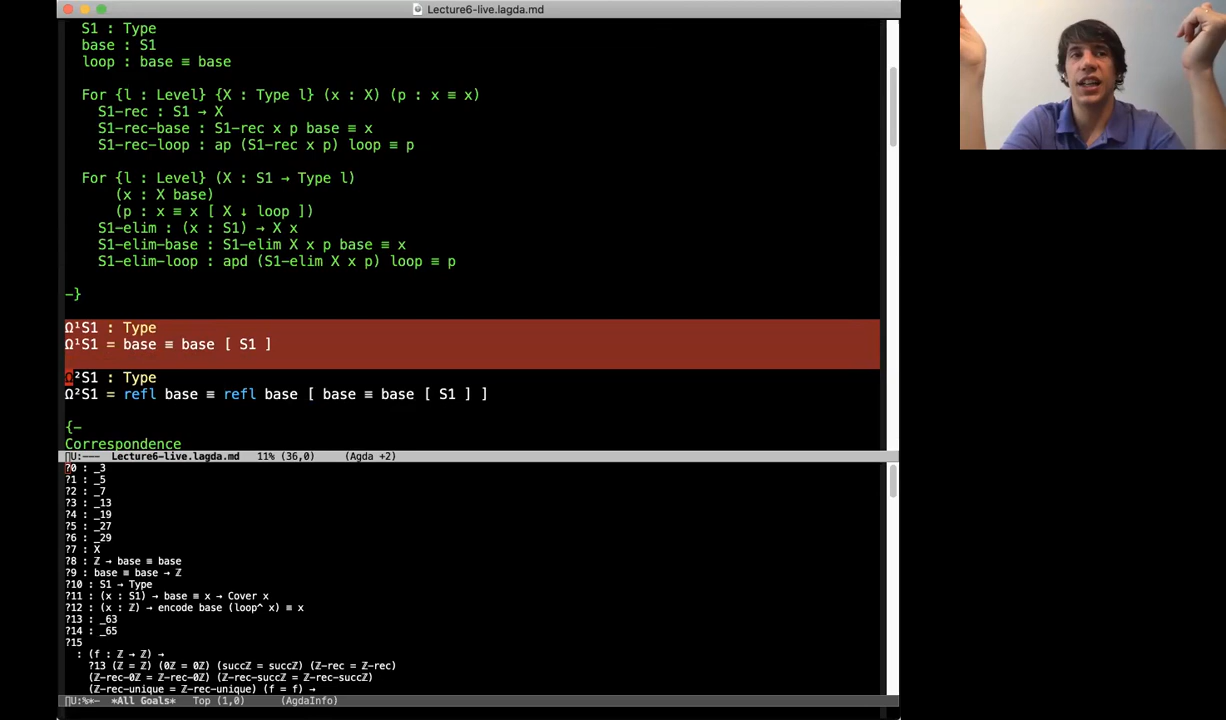 Lecture6-live.lagda.md
S1 : Type
base : S1
loop : base ≡ base
For {l : Level} {X : Type l} (x : X) (p : x ≡ x)
S1-rec : S1 → X
S1-rec-base : S1-rec x p base ≡ x
S1-rec-loop : ap (S1-rec x p) loop ≡ p
For {l : Level} (X : S1 → Type l)
(x : X base)
(p : x ≡ x [ X ↓ loop ])
S1-elim : (x : S1) → X x
S1-elim-base : S1-elim X x p base ≡ x
S1-elim-loop : apd (S1-elim X x p) loop ≡ p
-}
Ω¹S1 : Type
Ω¹S1 = base ≡ base [ S1 ]
Ω²S1 : Type
Ω²S1 = refl base ≡ refl base [ base ≡ base [ S1 ] ]
{-
Correspondence
U:--- Lecture6-live.lagda.md 11% (36,0) (Agda +2)
?0 : _3
?1 : _5
?2 : _7
?3 : _13
?4 : _19
?5 : _27
?6 : _29
?7 : X
?8 : ℤ → base ≡ base
?9 : base ≡ base → ℤ
?10 : S1 → Type
?11 : (x : S1) → base ≡ x → Cover x
?12 : (x : ℤ) → encode base (loop^ x) ≡ x
?13 : _63
?14 : _65
?15
: (f : ℤ → ℤ) →
?13 (ℤ = ℤ) (0ℤ = 0ℤ) (succℤ = succℤ) (ℤ-rec = ℤ-rec)
(ℤ-rec-0ℤ = ℤ-rec-0ℤ) (ℤ-rec-succℤ = ℤ-rec-succℤ)
(ℤ-rec-unique = ℤ-rec-unique) (f = f) →
U:%*- *All Goals* Top (1,0) (AgdaInfo)